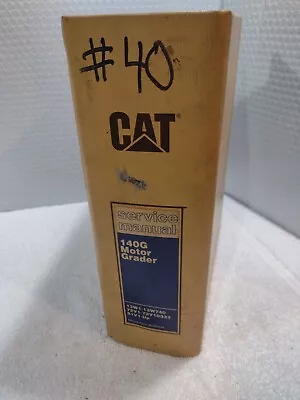 #40
CAT
service
manual
140G
Motor
Grader